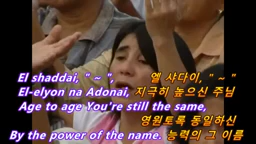 El shaddai, " ~ ",    엘 샤다이, " ~ "
El-elyon na Adonai, 지극히 높으신 주님
Age to age You're still the same,
영원토록 동일하신
By the power of the name. 능력의 그 이름